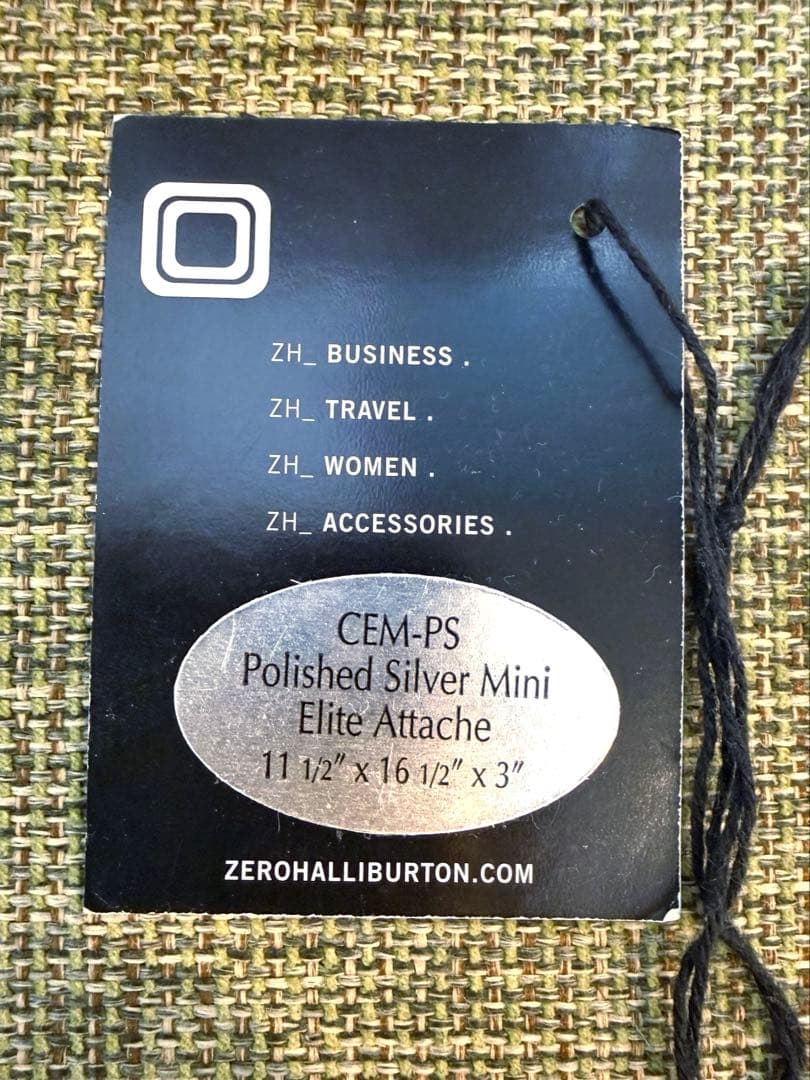 ZH_ BUSINESS .
ZH_ TRAVEL .
ZH_ WOMEN .
ZH_ ACCESSORIES .
CEM-PS
Polished Silver Mini
Elite Attache
11 1/2" x 16 1/2" x 3"
ZEROHALLIBURTON.COM